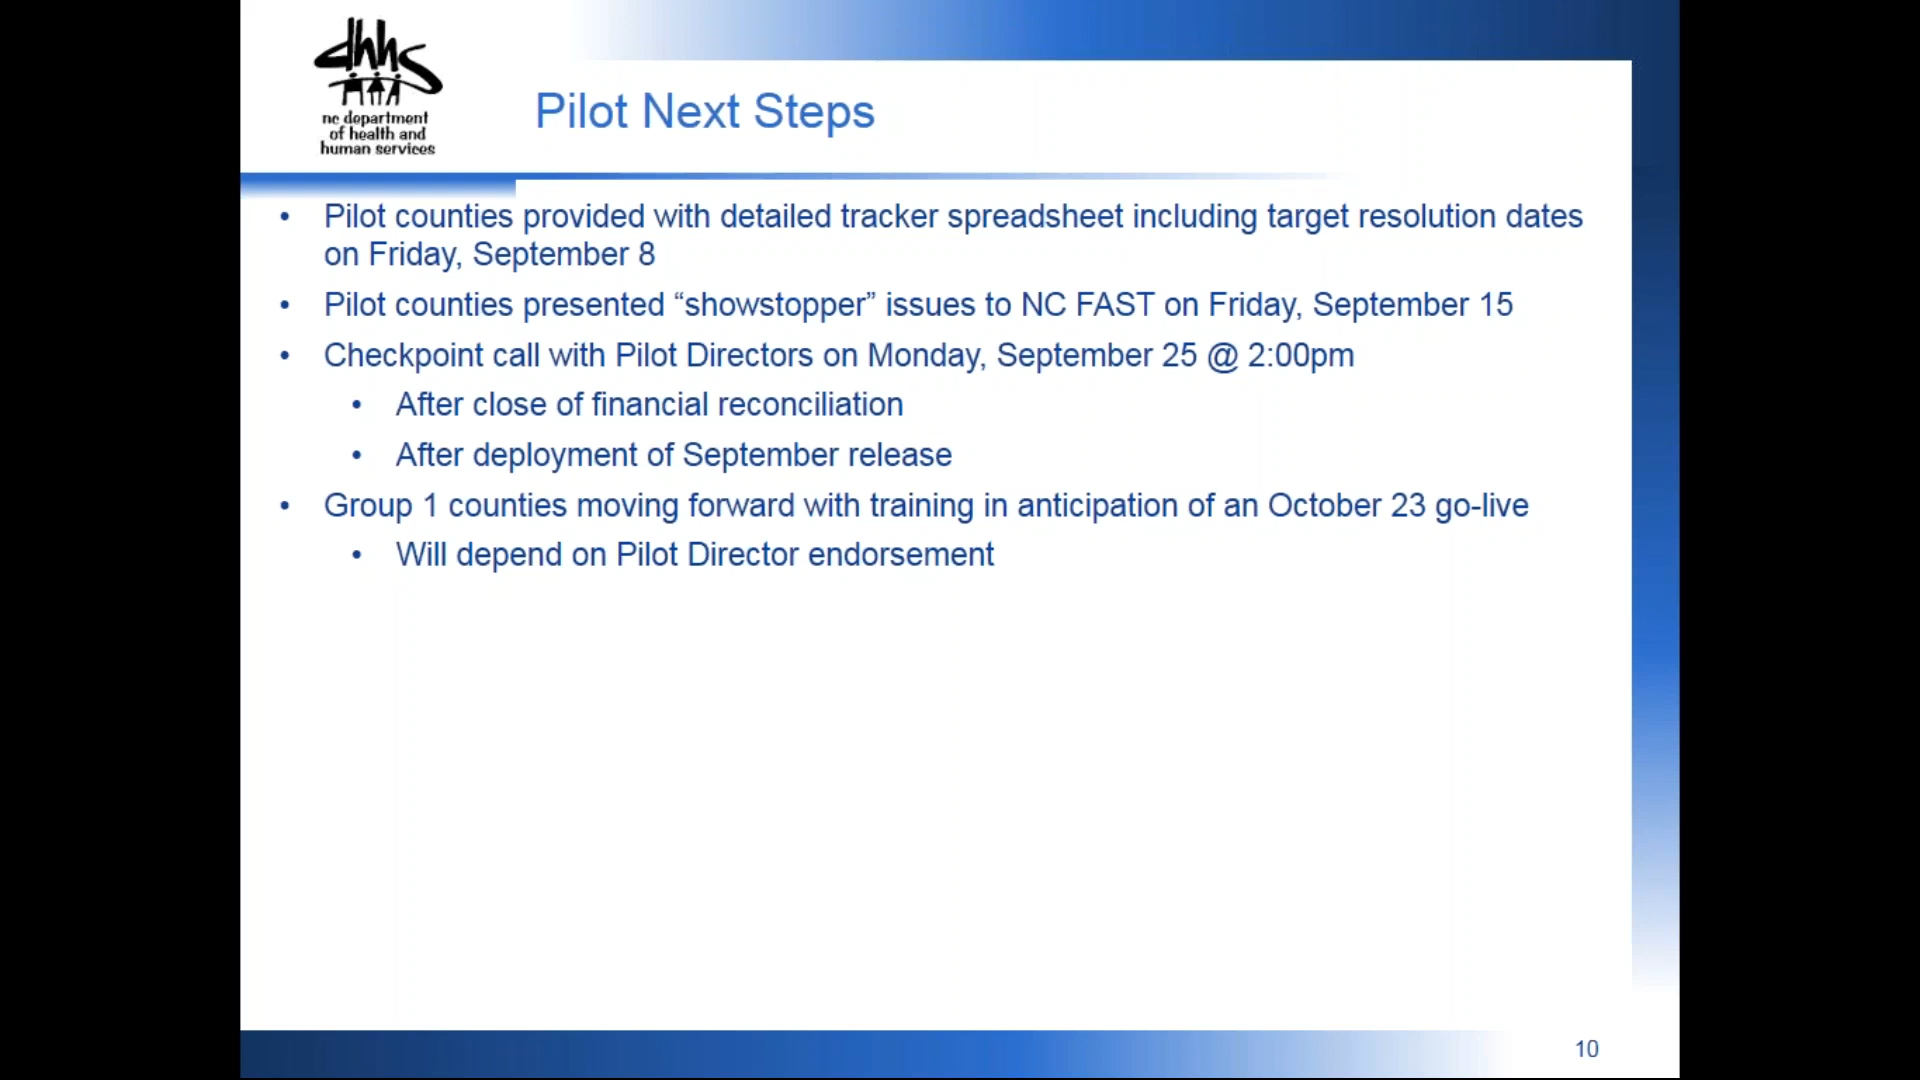 dhhs
nc department
of health and
human services
Pilot Next Steps
• Pilot counties provided with detailed tracker spreadsheet including target resolution dates
on Friday, September 8
• Pilot counties presented “showstopper” issues to NC FAST on Friday, September 15
• Checkpoint call with Pilot Directors on Monday, September 25 @ 2:00pm
• After close of financial reconciliation
• After deployment of September release
• Group 1 counties moving forward with training in anticipation of an October 23 go-live
• Will depend on Pilot Director endorsement
10